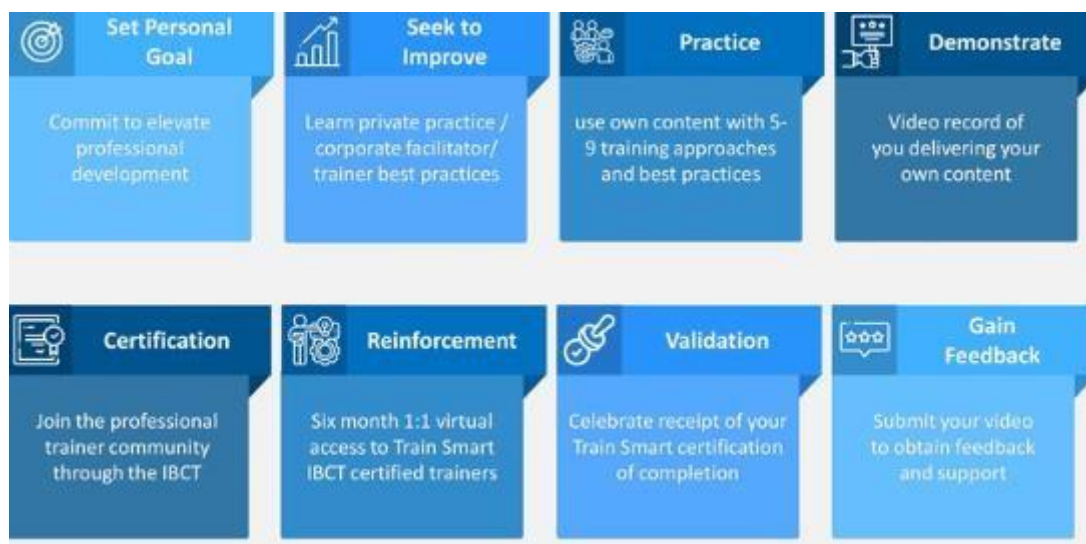 Set Personal
Goal
Commit to elevate
professional
development
Seek to
Improve
Learn private practice /
corporate facilitator/
trainer best practices
Practice
use own content with 5-
9 training approaches
and best practices
Demonstrate
Video record of
you delivering your
own content
Certification
Join the professional
trainer community
through the IBCT
Reinforcement
Six month 1:1 virtual
access to Train Smart
IBCT certified trainers
Validation
Celebrate receipt of your
Train Smart certification
of completion
Gain
Feedback
Submit your video
to obtain feedback
and support